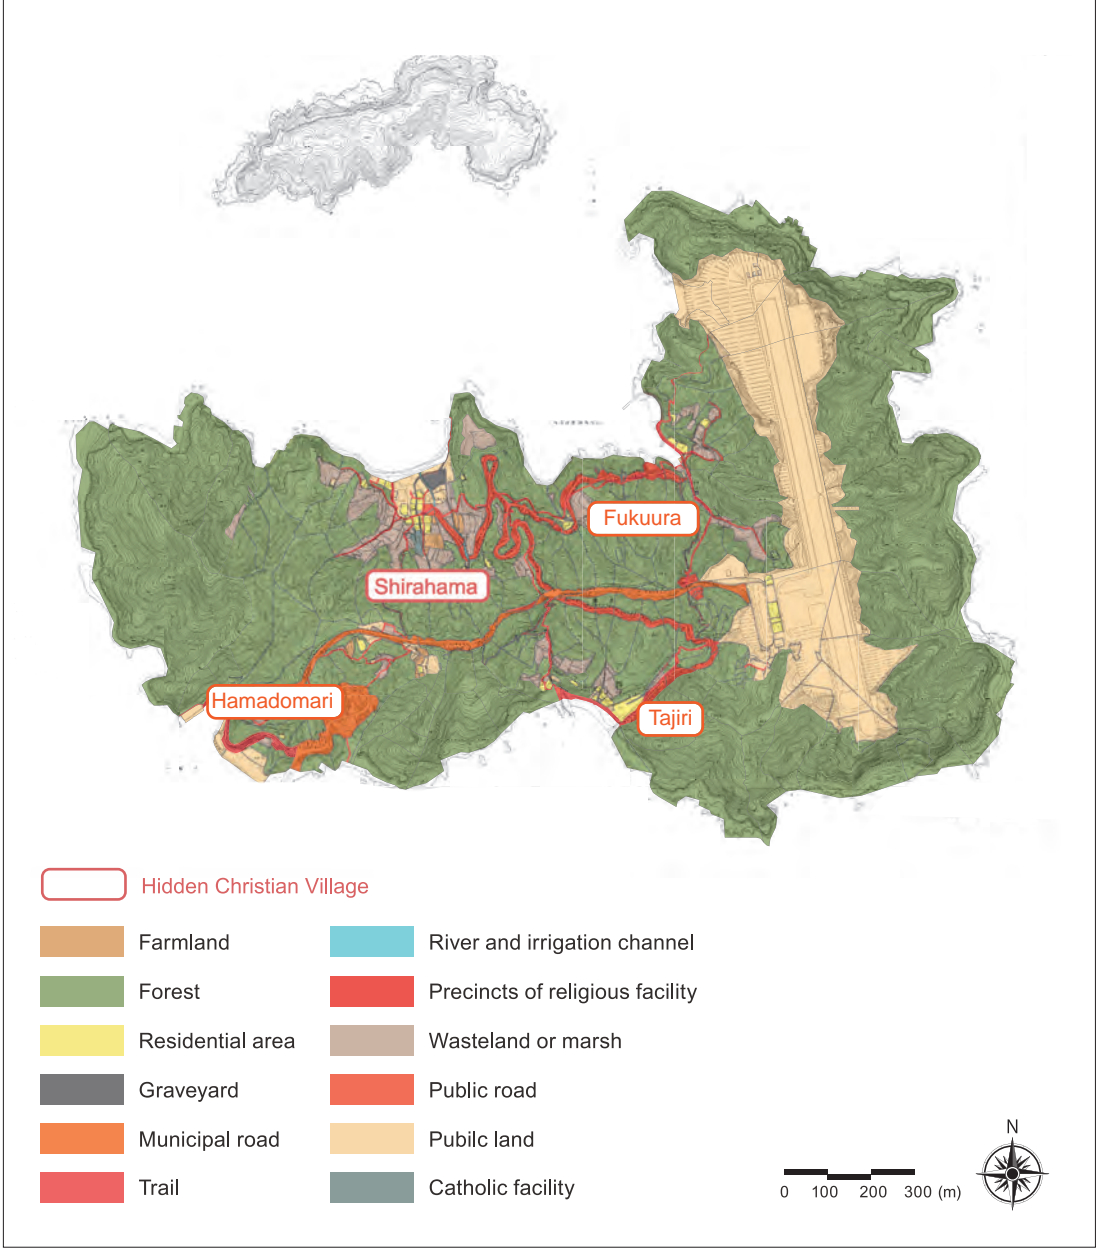 Fukuura
Shirahama
Hamadomari
Tajiri
Hidden Christian Village
Farmland
Forest
Residential area
Graveyard
Municipal road
Trail
River and irrigation channel
Precincts of religious facility
Wasteland or marsh
Public road
Pubilc land
Catholic facility
N
0 100 200 300 (m)